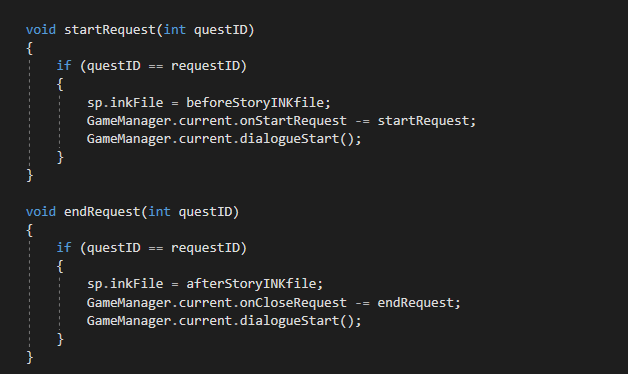 void startRequest(int questID)
{
if (questID == requestID)
{
sp.inkFile = beforeStoryINKfile;
GameManager.current.onStartRequest -= startRequest;
GameManager.current.dialogueStart();
}
}
void endRequest(int questID)
{
if (questID == requestID)
{
sp.inkFile = afterStoryINKfile;
GameManager.current.onCloseRequest -= endRequest;
GameManager.current.dialogueStart();
}
}